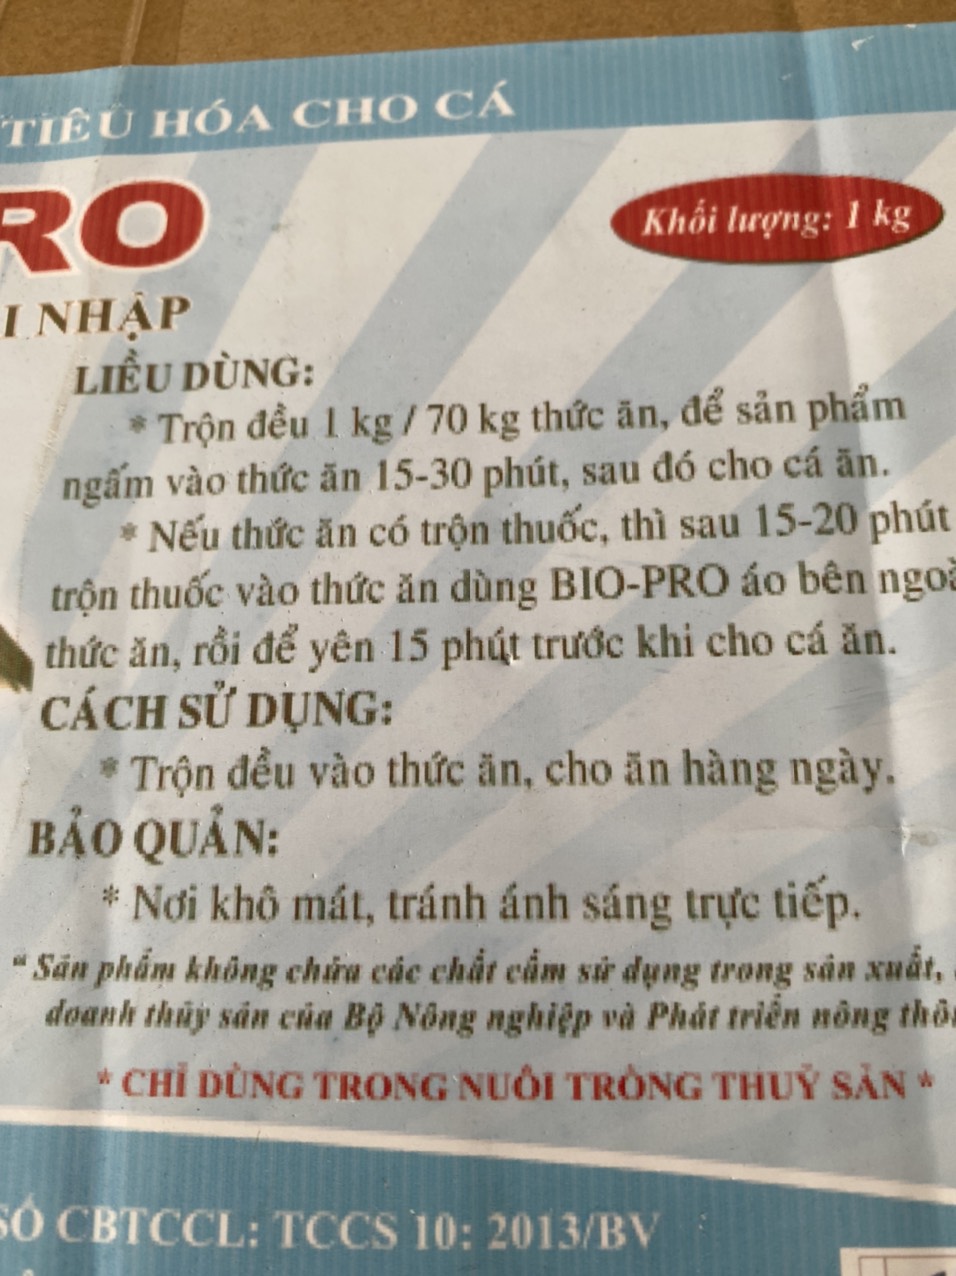 TIÊU HÓA CHO CÁ
RO
Khối lượng: 1 kg
I NHẬP
LIỀU DÙNG:
* Trộn đều 1 kg / 70 kg thức ăn, để sản phẩm
ngấm vào thức ăn 15-30 phút, sau đó cho cá ăn.
* Nếu thức ăn có trộn thuốc, thì sau 15-20 phút
trộn thuốc vào thức ăn dùng BIO-PRO áo bên ngoà
thức ăn, rồi để yên 15 phút trước khi cho cá ăn.
CÁCH SỬ DỤNG:
* Trộn đều vào thức ăn, cho ăn hàng ngày.
BẢO QUẢN:
* Nơi khô mát, tránh ánh sáng trực tiếp.
" Sản phẩm không chứa các chất cấm sử dụng trong sản xuất,
doanh thủy sản của Bộ Nông nghiệp và Phát triển nông thô
* CHỈ DÙNG TRONG NUÔI TRỒNG THUỶ SẢN *
SỐ CBTCCL: TCCS 10: 2013/BV